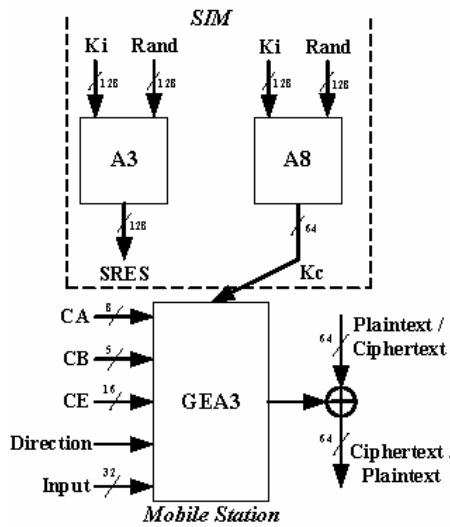 SIM
Ki Rand Ki Rand
128 128 128 128
A3 A8
128 64
SRES Kc
CA 8
CB 5
CE 16
Direction
Input 32
GEA3
64 Plaintext /
Ciphertext
64 Ciphertext /
Plaintext
Mobile Station